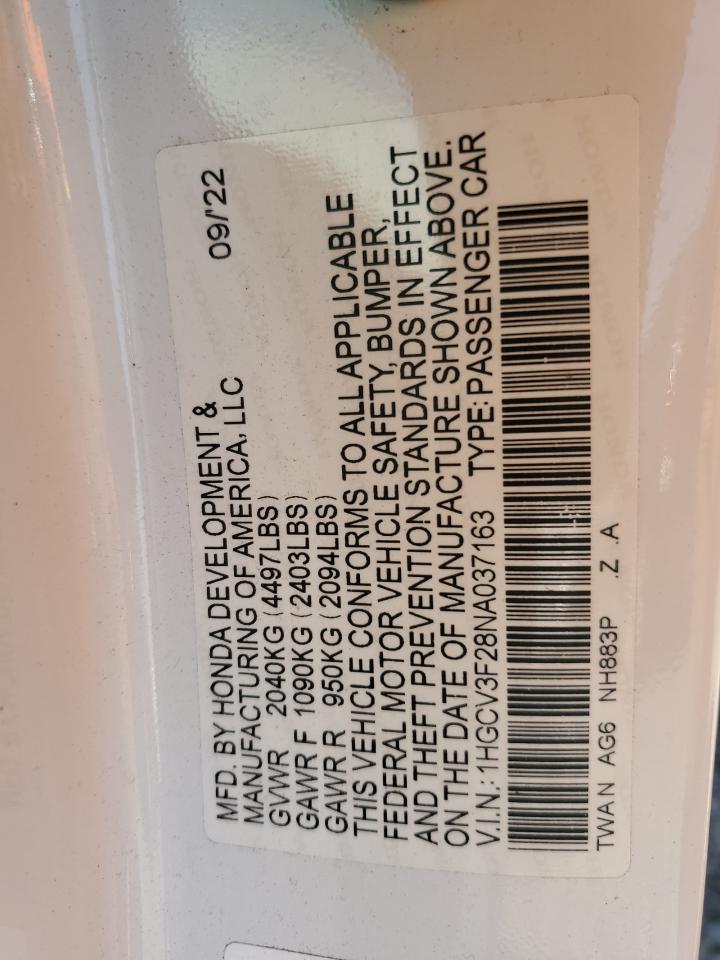 MFD. BY HONDA DEVELOPMENT &
MANUFACTURING OF AMERICA, LLC 09/'22
GVWR 2040KG (4497LBS)
GAWR F 1090KG (2403LBS)
GAWR R 950KG (2094LBS)
THIS VEHICLE CONFORMS TO ALL APPLICABLE
FEDERAL MOTOR VEHICLE SAFETY, BUMPER,
AND THEFT PREVENTION STANDARDS IN EFFECT
ON THE DATE OF MANUFACTURE SHOWN ABOVE.
V.I.N.: 1HGCV3F28NA037163 TYPE: PASSENGER CAR
TWAN AG6 NH883P .Z .A